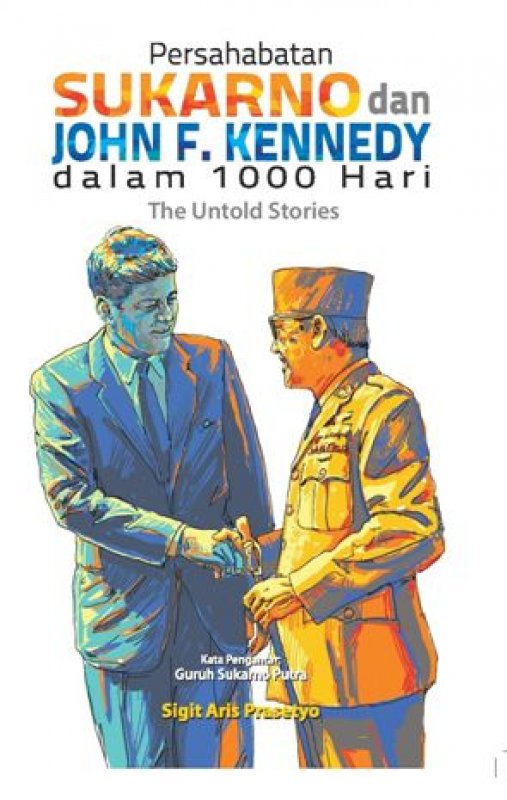 Persahabatan
SUKARNO dan
JOHN F. KENNEDY
dalam 1000 Hari
The Untold Stories
Kata Pengantar:
Guruh Sukarno Putra
Sigit Aris Prasetyo